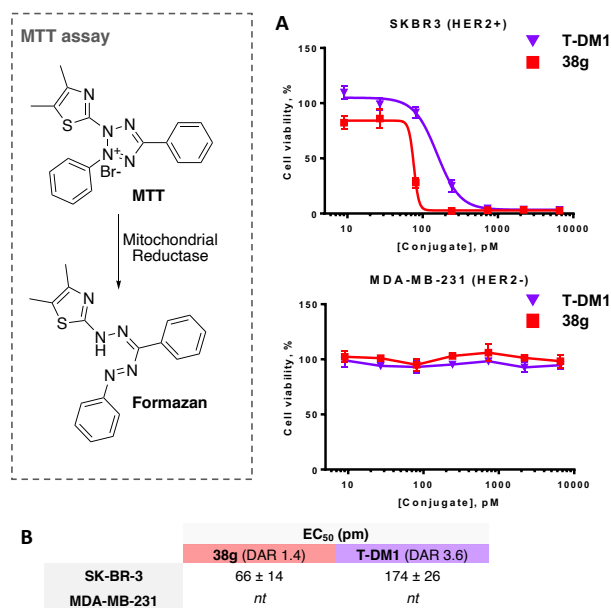 MTT assay
S
N
N
N
N+
N
Br-
MTT
Mitochondrial
Reductase
N
S
N
H
N
N
N
Formazan
A
SKBR3 (HER2+)
T-DM1
38g
Cell viability, %
150
100
50
0
10
100
1000
10000
[Conjugate], pM
MDA-MB-231 (HER2-)
T-DM1
38g
Cell viability, %
150
100
50
0
10
100
1000
10000
[Conjugate], pM
B
EC50 (pm)
38g (DAR 1.4) T-DM1 (DAR 3.6)
SK-BR-3 66 ± 14 174 ± 26
MDA-MB-231 nt nt